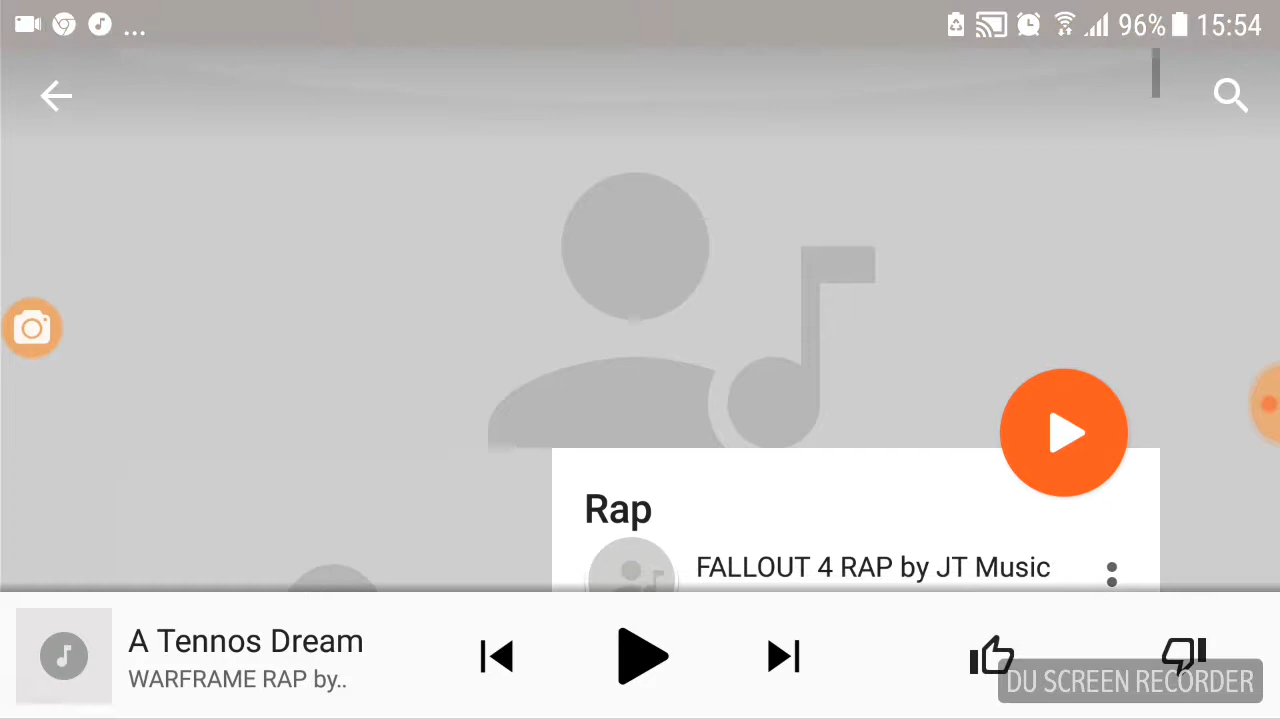 ... 96% 15:54
Rap
FALLOUT 4 RAP by JT Music
A Tennos Dream
WARFRAME RAP by..
DU SCREEN RECORDER